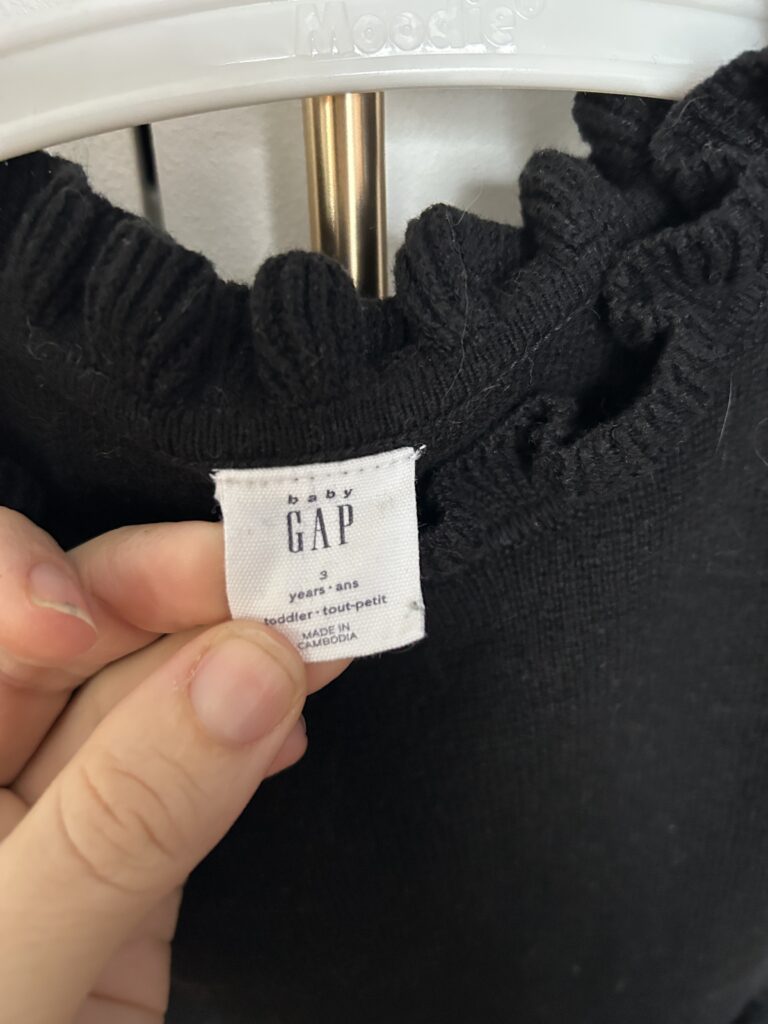 Moodie
baby
GAP
3
years • ans
toddler • tout-petit
MADE IN
CAMBODIA